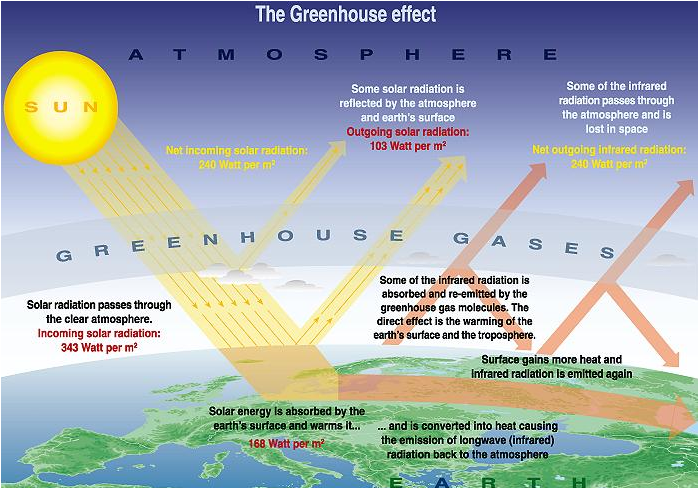 The Greenhouse effect
ATMOSPHERE
SUN
Some solar radiation is
reflected by the atmosphere
and earth's surface
Outgoing solar radiation:
103 Watt per m²
Some of the infrared
radiation passes through
the atmosphere and is
lost in space
Net outgoing infrared radiation:
240 Watt per m²
Net incoming solar radiation:
240 Watt per m²
GREENHOUSE GASES
Solar radiation passes through
the clear atmosphere.
Incoming solar radiation:
343 Watt per m²
Some of the infrared radiation is
absorbed and re-emitted by the
greenhouse gas molecules. The
direct effect is the warming of the
earth's surface and the troposphere.
Surface gains more heat and
infrared radiation is emitted again
Solar energy is absorbed by the
earth's surface and warms it...
168 Watt per m²
... and is converted into heat causing
the emission of longwave (infrared)
radiation back to the atmosphere
EARTH